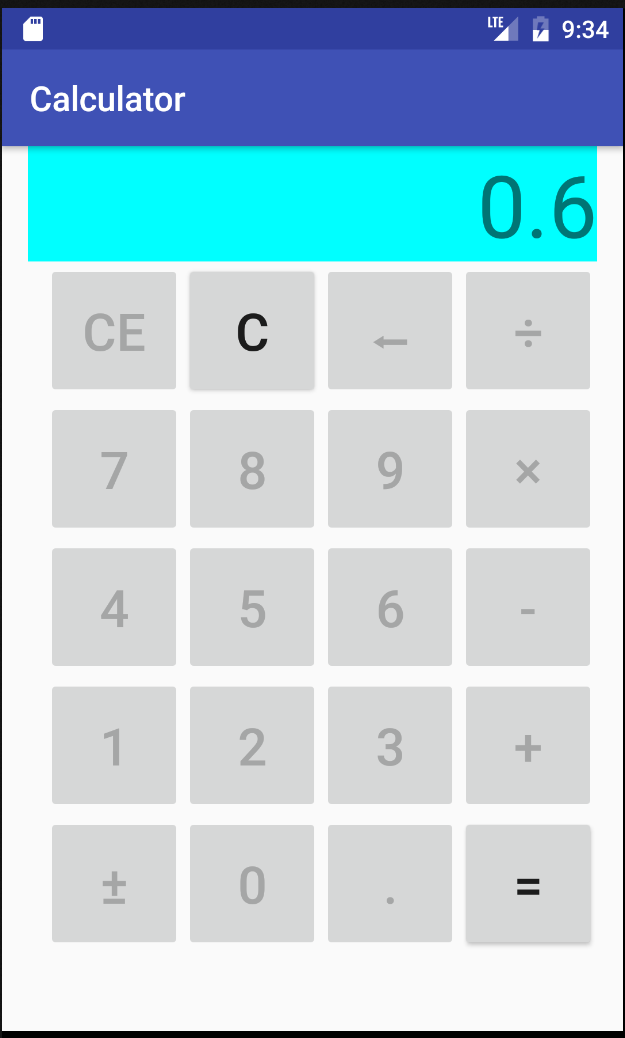 LTE 9:34
Calculator
0.6
CE C ← ÷
7 8 9 ×
4 5 6 -
1 2 3 +
± 0 . =